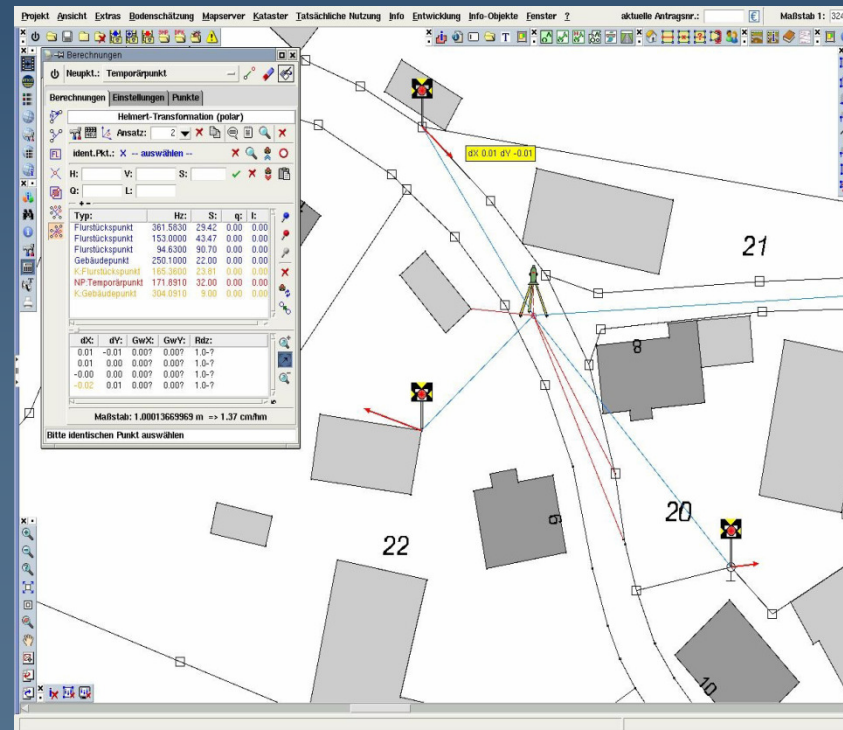 Projekt Ansicht Extras Bodenschätzung Mapserver Kataster Tatsächliche Nutzung Info Entwicklung Info-Objekte Fenster ? aktuelle Antragsnr.: Maßstab 1: 324
Berechnungen
Neupkt.: Temporärpunkt
Berechnungen Einstellungen Punkte
Helmert-Transformation (polar)
Ansatz: 2
ident.Pkt.: X -- auswählen --
H: V: S:
Q: L:
Typ: Hz: S: q: l:
Flurstückspunkt 361.5830 29.42 0.00 0.00
Flurstückspunkt 153.0000 43.47 0.00 0.00
Flurstückspunkt 94.6300 90.70 0.00 0.00
Gebäudepunkt 250.1000 22.00 0.00 0.00
K:Flurstückspunkt 165.3600 23.81 0.00 0.00
NP:Temporärpunkt 171.8910 32.00 0.00 0.00
K:Gebäudepunkt 304.0910 9.00 0.00 0.00
dX: dY: GwX: GwY: Rdz:
0.01 -0.01 0.00? 0.00? 1.0-?
0.01 0.00 0.00? 0.00? 1.0-?
-0.00 0.00 0.00? 0.00? 1.0-?
-0.02 0.01 0.00? 0.00? 1.0-?
Maßstab: 1.00013669969 m => 1.37 cm/hm
Bitte identischen Punkt auswählen
dX 0.01 dY -0.01
21
8
20
6
22
10